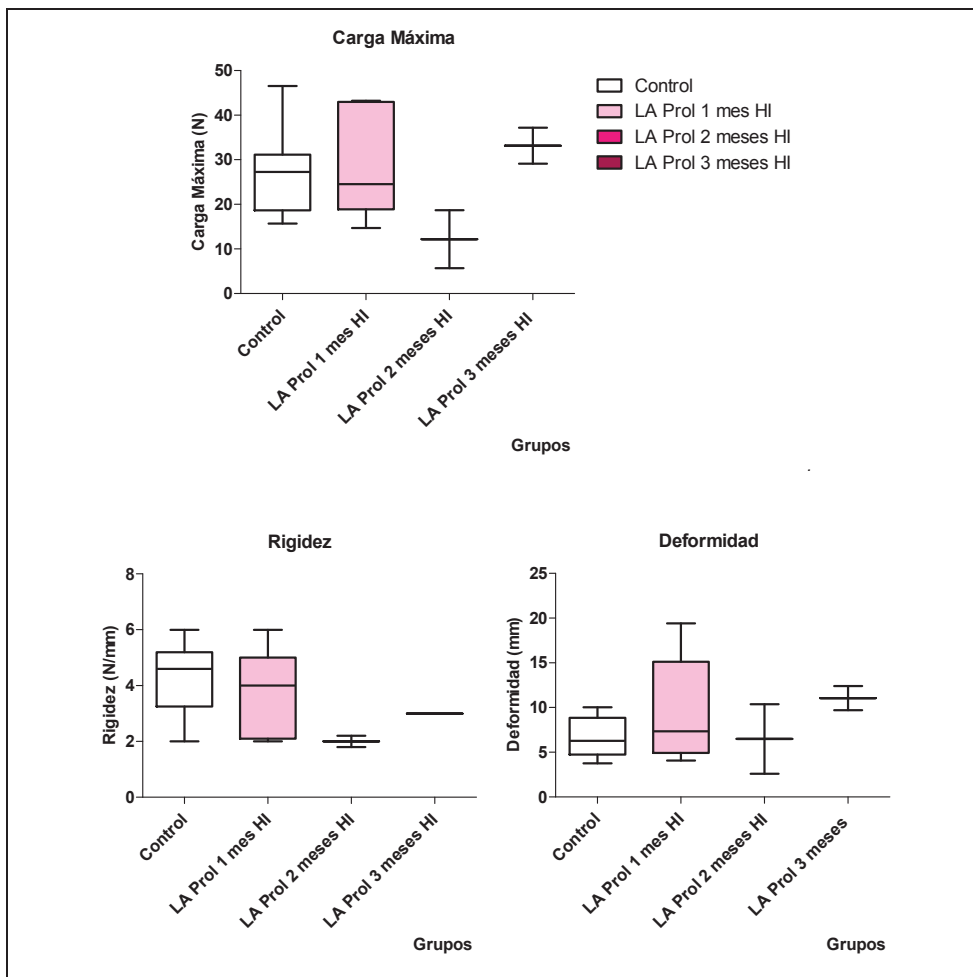 Carga Máxima
Carga Máxima (N)
50
40
30
20
10
0
Control
LA Prol 1 mes HI
LA Prol 2 meses HI
LA Prol 3 meses HI
Grupos
Control
LA Prol 1 mes HI
LA Prol 2 meses HI
LA Prol 3 meses HI
Rigidez
Rigidez (N/mm)
8
6
4
2
0
Control
LA Prol 1 mes HI
LA Prol 2 meses HI
LA Prol 3 meses HI
Grupos
Deformidad
Deformidad (mm)
25
20
15
10
5
0
Control
LA Prol 1 mes HI
LA Prol 2 meses HI
LA Prol 3 meses
Grupos